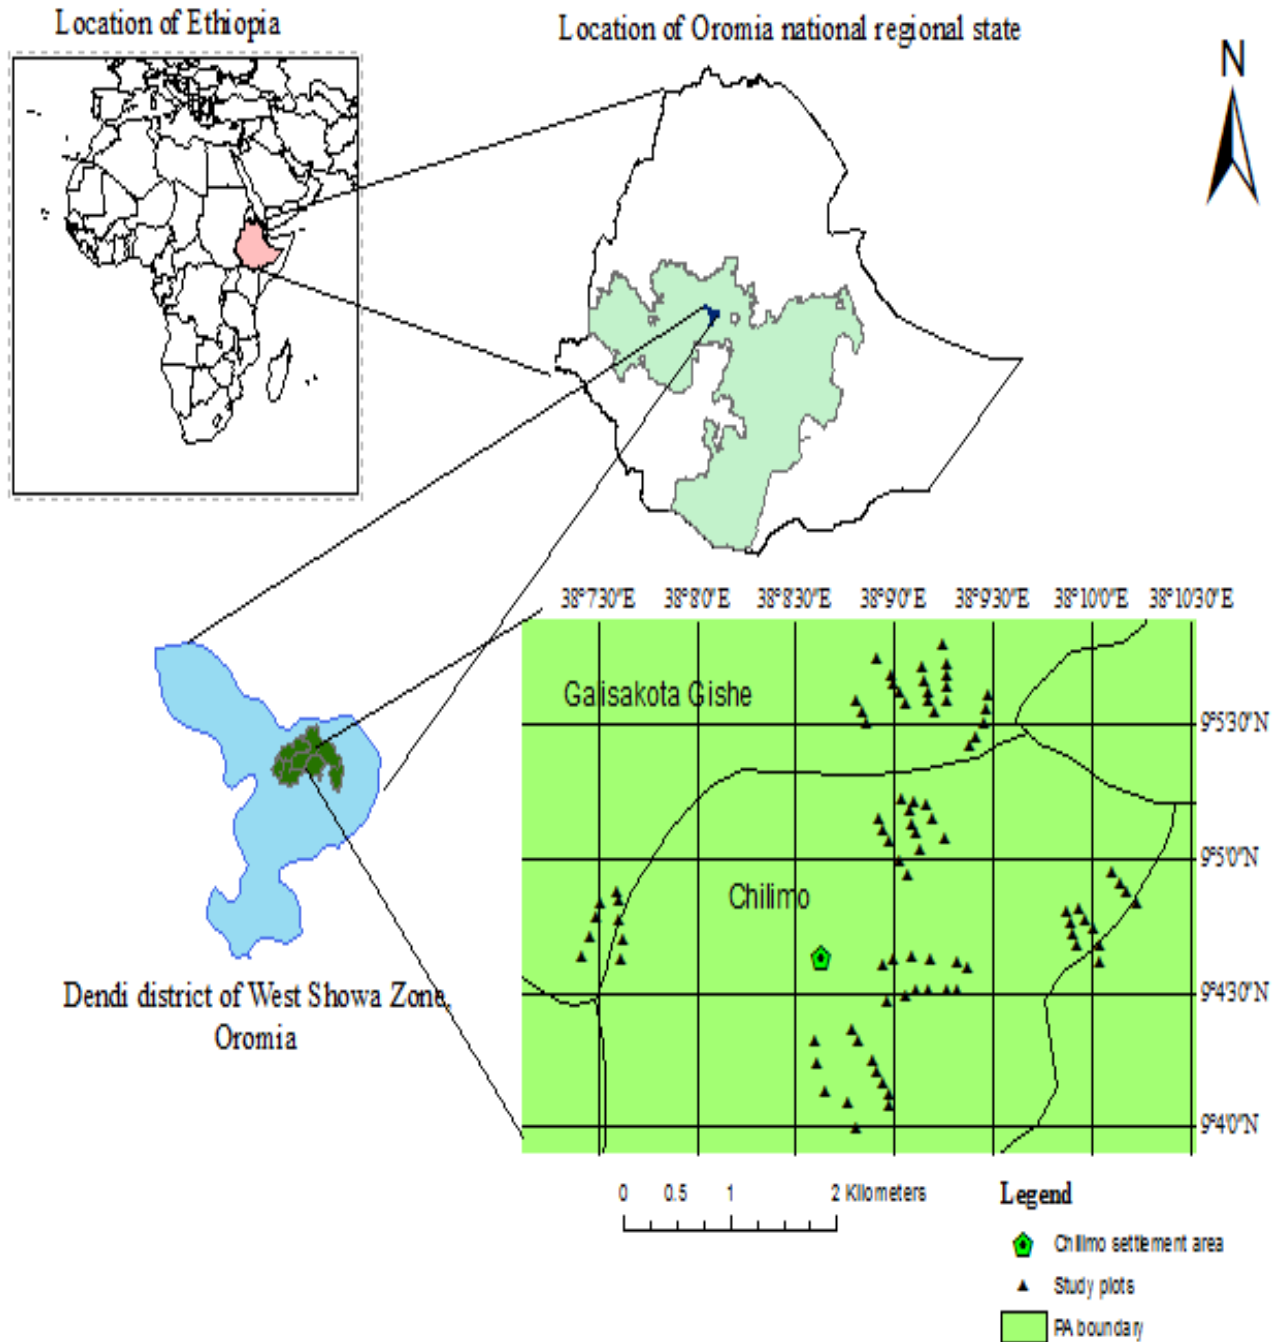 Location of Ethiopia
Location of Oromia national regional state
N
38°7'30"E 38°8'0"E 38°8'30"E 38°9'0"E 38°9'30"E 38°10'0"E 38°10'30"E
Galisakota Gishe
9°5'30"N
9°5'0"N
Chilimo
9°4'30"N
9°4'0"N
Dendi district of West Showa Zone,
Oromia
0 0.5 1 2 Kilometers
Legend
Chilimo settlement area
Study plots
PA boundary